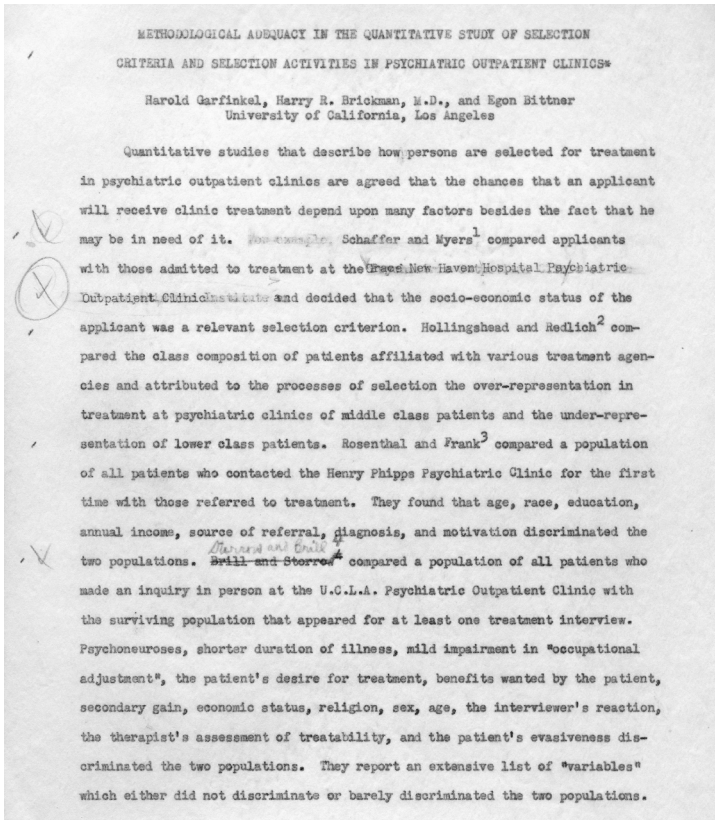 METHODOLOGICAL ADEQUACY IN THE QUANTITATIVE STUDY OF SELECTION
CRITERIA AND SELECTION ACTIVITIES IN PSYCHIATRIC OUTPATIENT CLINICS*
Harold Garfinkel, Harry R. Brickman, M.D., and Egon Bittner
University of California, Los Angeles
Quantitative studies that describe how persons are selected for treatment
in psychiatric outpatient clinics are agreed that the chances that an applicant
will receive clinic treatment depend upon many factors besides the fact that he
may be in need of it. For example, Schaffer and Myers1 compared applicants
with those admitted to treatment at the Grace New Haven Hospital Psychiatric
Outpatient Clinic and decided that the socio-economic status of the
applicant was a relevant selection criterion. Hollingshead and Redlich2 com-
pared the class composition of patients affiliated with various treatment agen-
cies and attributed to the processes of selection the over-representation in
treatment at psychiatric clinics of middle class patients and the under-repre-
sentation of lower class patients. Rosenthal and Frank3 compared a population
of all patients who contacted the Henry Phipps Psychiatric Clinic for the first
time with those referred to treatment. They found that age, race, education,
annual income, source of referral, diagnosis, and motivation discriminated the
Storrow and Brill4
two populations. Brill and Storrow4 compared a population of all patients who
made an inquiry in person at the U.C.L.A. Psychiatric Outpatient Clinic with
the surviving population that appeared for at least one treatment interview.
Psychoneuroses, shorter duration of illness, mild impairment in "occupational
adjustment", the patient's desire for treatment, benefits wanted by the patient,
secondary gain, economic status, religion, sex, age, the interviewer's reaction,
the therapist's assessment of treatability, and the patient's evasiveness dis-
criminated the two populations. They report an extensive list of "variables"
which either did not discriminate or barely discriminated the two populations.